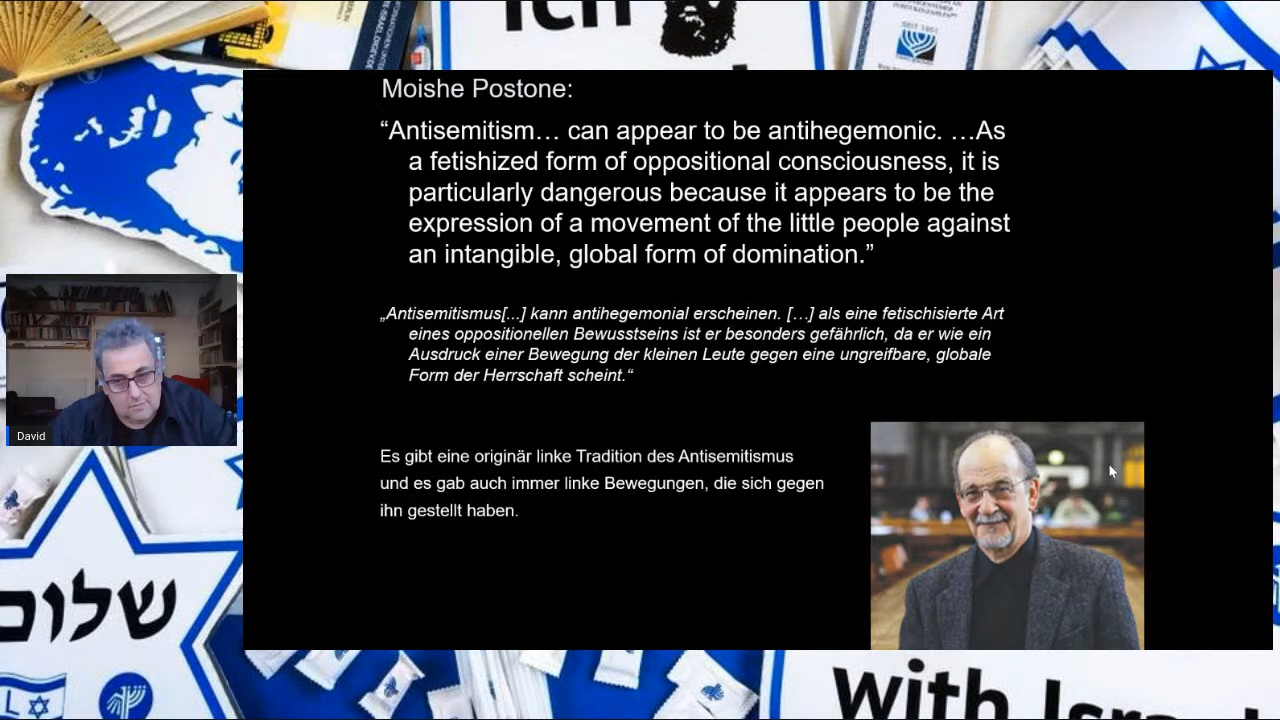 ich
SEIT 1951
Moishe Postone:
“Antisemitism… can appear to be antihegemonic. …As
a fetishized form of oppositional consciousness, it is
particularly dangerous because it appears to be the
expression of a movement of the little people against
an intangible, global form of domination.”
„Antisemitismus[...] kann antihegemonial erscheinen. […] als eine fetischisierte Art
eines oppositionellen Bewusstseins ist er besonders gefährlich, da er wie ein
Ausdruck einer Bewegung der kleinen Leute gegen eine ungreifbare, globale
Form der Herrschaft scheint.“
David
Es gibt eine originär linke Tradition des Antisemitismus
und es gab auch immer linke Bewegungen, die sich gegen
ihn gestellt haben.
שלום
with